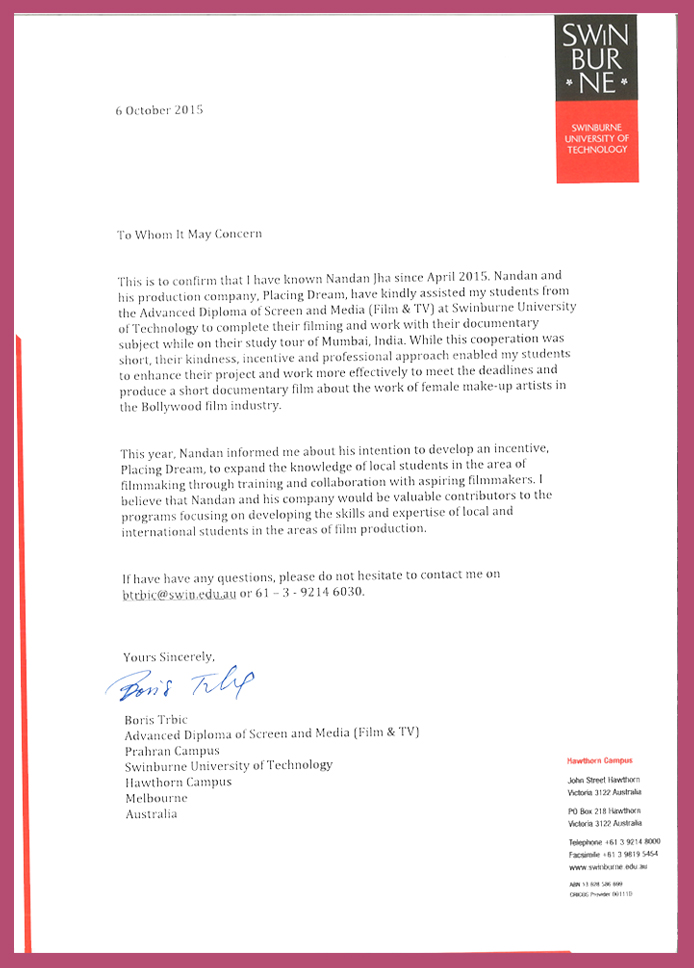 SWiN
BUR
* NE *
SWINBURNE
UNIVERSITY OF
TECHNOLOGY
6 October 2015
To Whom It May Concern
This is to confirm that I have known Nandan Jha since April 2015. Nandan and
his production company, Placing Dream, have kindly assisted my students from
the Advanced Diploma of Screen and Media (Film & TV) at Swinburne University
of Technology to complete their filming and work with their documentary
subject while on their study tour of Mumbai, India. While this cooperation was
short, their kindness, incentive and professional approach enabled my students
to enhance their project and work more effectively to meet the deadlines and
produce a short documentary film about the work of female make-up artists in
the Bollywood film industry.
This year, Nandan informed me about his intention to develop an incentive,
Placing Dream, to expand the knowledge of local students in the area of
filmmaking through training and collaboration with aspiring filmmakers. I
believe that Nandan and his company would be valuable contributors to the
programs focusing on developing the skills and expertise of local and
international students in the areas of film production.
If have have any questions, please do not hesitate to contact me on
btrbic@swin.edu.au or 61 – 3 - 9214 6030.
Yours Sincerely,
Boris Trbic
Boris Trbic
Advanced Diploma of Screen and Media (Film & TV)
Prahran Campus
Swinburne University of Technology
Hawthorn Campus
Melbourne
Australia
Hawthorn Campus
John Street Hawthorn
Victoria 3122 Australia
PO Box 218 Hawthorn
Victoria 3122 Australia
Telephone +61 3 9214 8000
Facsimile +61 3 9819 5454
www.swinburne.edu.au
ABN
CRICOS Provider 00111D